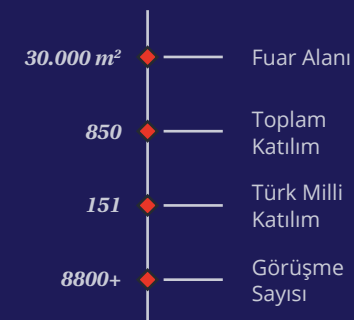 30.000 m² Fuar Alanı
850 Toplam
Katılım
151 Türk Milli
Katılım
8800+ Görüşme
Sayısı